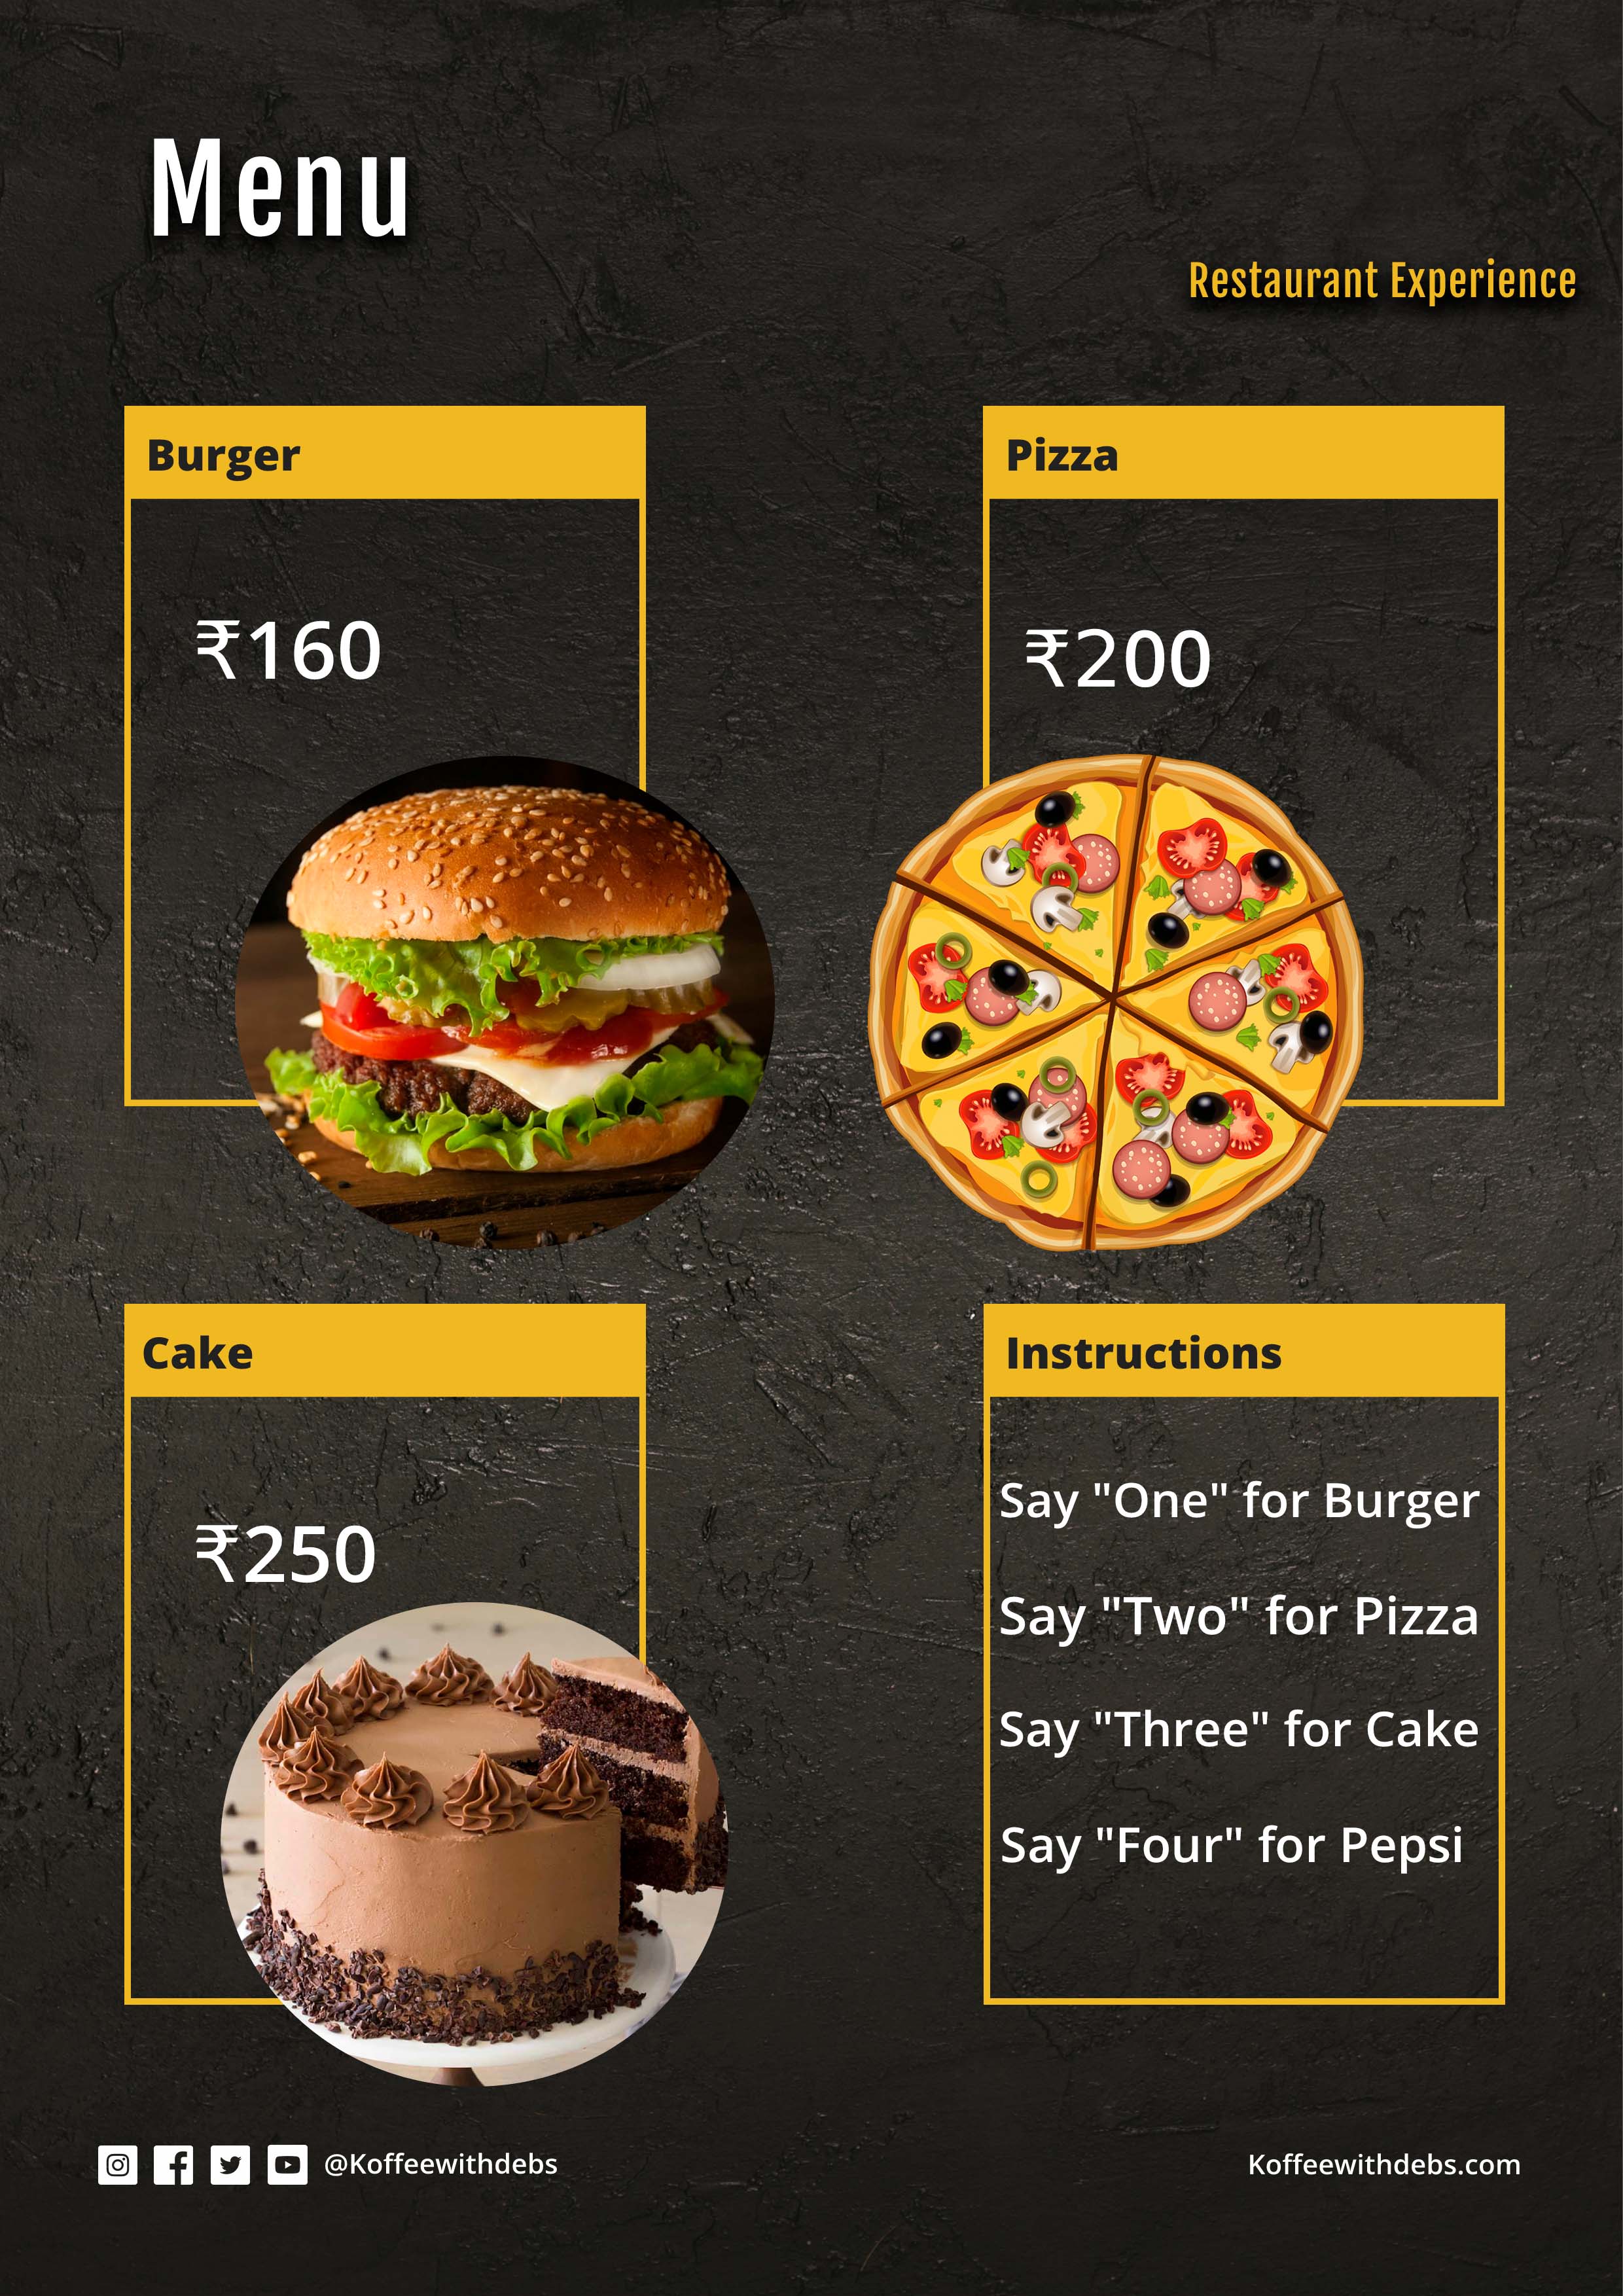 Menu
Restaurant Experience
Burger
₹160
Pizza
₹200
Cake
₹250
Instructions
Say "One" for Burger
Say "Two" for Pizza
Say "Three" for Cake
Say "Four" for Pepsi
@Koffeewithdebs
Koffeewithdebs.com